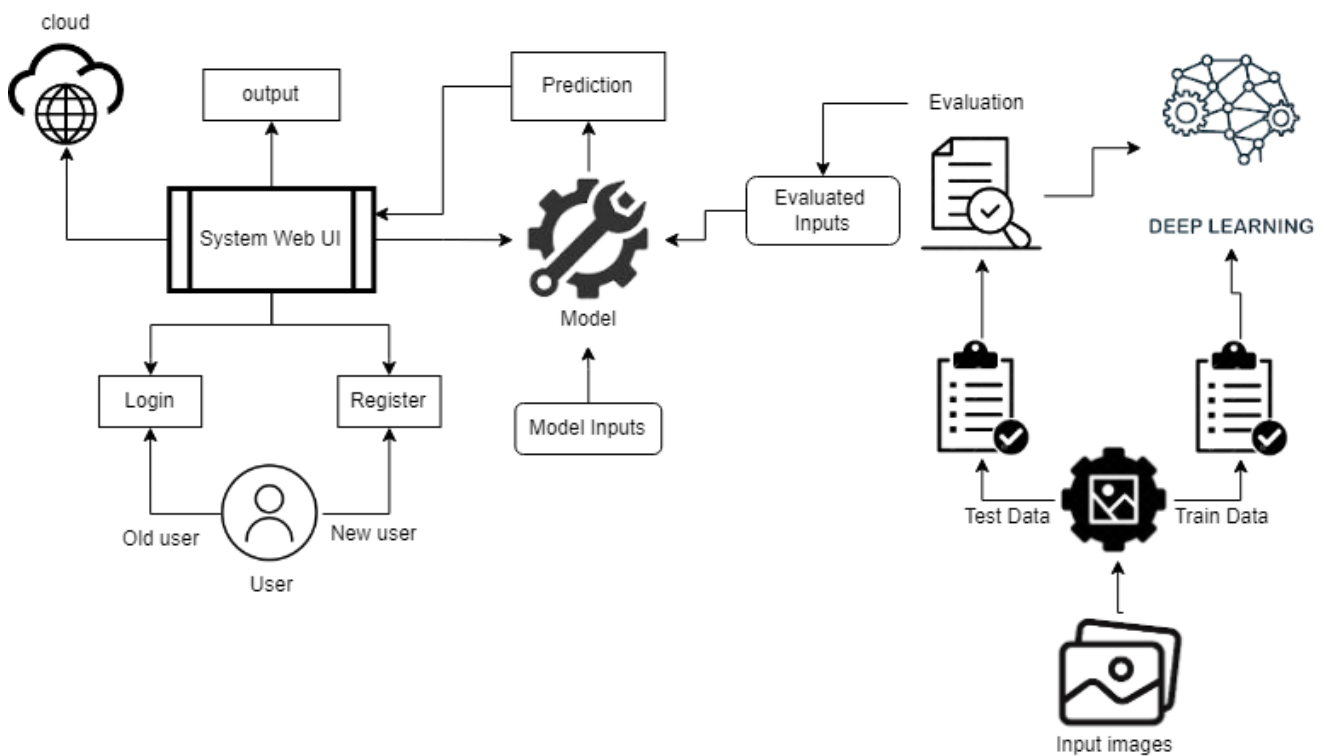 cloud
output
Prediction
Evaluation
Evaluated
Inputs
System Web UI
DEEP LEARNING
Model
Login
Register
Model Inputs
Test Data
Train Data
Old user
New user
User
Input images